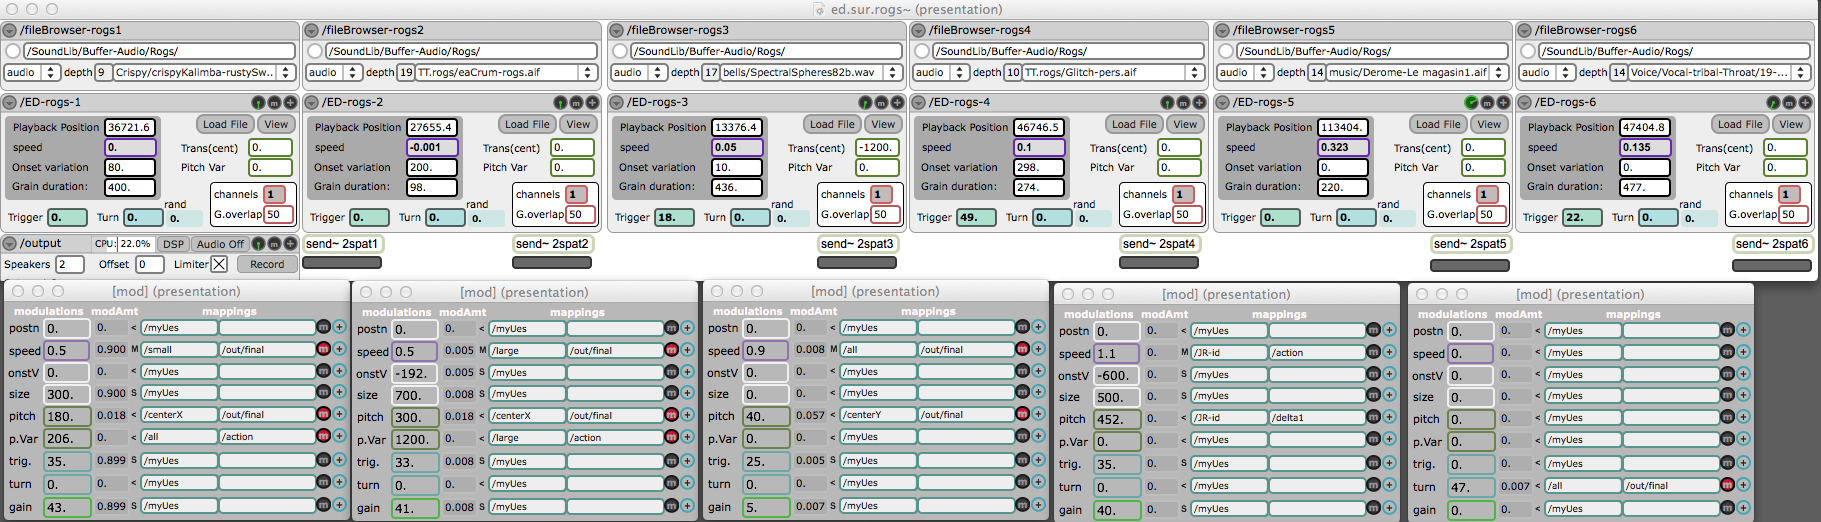 ed.sur.rogs~ (presentation)
/fileBrowser-rogs1 /fileBrowser-rogs2 /fileBrowser-rogs3 /fileBrowser-rogs4 /fileBrowser-rogs5 /fileBrowser-rogs6
/SoundLib/Buffer-Audio/Rogs/ /SoundLib/Buffer-Audio/Rogs/ /SoundLib/Buffer-Audio/Rogs/ /SoundLib/Buffer-Audio/Rogs/ /SoundLib/Buffer-Audio/Rogs/ /SoundLib/Buffer-Audio/Rogs/
audio depth 9 Crispy/crispyKalimba-rustySw... audio depth 19 TT.rogs/eaCrum-rogs.aif audio depth 17 bells/SpectralSpheres82b.wav audio depth 10 TT.rogs/Glitch-pers.aif audio depth 14 music/Derome-Le magasin1.aif audio depth 14 Voice/Vocal-tribal-Throat/19-...
/ED-rogs-1 m + /ED-rogs-2 m + /ED-rogs-3 m + /ED-rogs-4 m + /ED-rogs-5 m + /ED-rogs-6 m +
Playback Position 36721.6 Load File View Playback Position 27655.4 Load File View Playback Position 13376.4 Load File View Playback Position 46746.5 Load File View Playback Position 113404. Load File View Playback Position 47404.8 Load File View
speed 0. Trans(cent) 0. speed -0.001 Trans(cent) 0. speed 0.05 Trans(cent) -1200. speed 0.1 Trans(cent) 0. speed 0.323 Trans(cent) 0. speed 0.135 Trans(cent) 0.
Onset variation 80. Pitch Var 0. Onset variation 200. Pitch Var 0. Onset variation 10. Pitch Var 0. Onset variation 298. Pitch Var 0. Onset variation 0. Pitch Var 0. Onset variation 0. Pitch Var 0.
Grain duration: 400. channels 1 Grain duration: 98. channels 1 Grain duration: 436. channels 1 Grain duration: 274. channels 1 Grain duration: 220. channels 1 Grain duration: 477. channels 1
Trigger 0. Turn 0. rand 0. G.overlap 50 Trigger 0. Turn 0. rand 0. G.overlap 50 Trigger 18. Turn 0. rand 0. G.overlap 50 Trigger 49. Turn 0. rand 0. G.overlap 50 Trigger 0. Turn 0. rand 0. G.overlap 50 Trigger 22. Turn 0. rand 0. G.overlap 50
/output CPU: 22.0% DSP Audio Off m + send~ 2spat1 send~ 2spat2 send~ 2spat3 send~ 2spat4 send~ 2spat5 send~ 2spat6
Speakers 2 Offset 0 Limiter Record
[mod] (presentation)
modulations modAmt mappings
postn 0. 0. < /myUes m +
speed 0.5 0.900 M /small /out/final m +
onstV 0. 0. < /myUes m +
size 300. 0.900 S /myUes m +
pitch 180. 0.018 < /centerX /out/final m +
p.Var 206. 0. < /all /action m +
trig. 35. 0.899 S /myUes m +
turn 0. 0. < /myUes m +
gain 43. 0.899 S /myUes m +
[mod] (presentation)
modulations modAmt mappings
postn 0. 0. < /myUes m +
speed 0.5 0.005 M /large /out/final m +
onstV -192. 0.005 S /myUes m +
size 700. 0.008 S /myUes m +
pitch 300. 0.018 < /centerX /out/final m +
p.Var 1200. 0. < /large /action m +
trig. 33. 0.008 S /myUes m +
turn 0. 0. < /myUes m +
gain 41. 0.008 S /myUes m +
[mod] (presentation)
modulations modAmt mappings
postn 0. 0. < /myUes m +
speed 0.9 0.008 M /all /out/final m +
onstV 0. 0. < /myUes m +
size 0. 0. < /myUes m +
pitch 40. 0.057 < /centerY /out/final m +
p.Var 0. 0. < /myUes m +
trig. 25. 0.005 S /myUes m +
turn 0. 0. < /myUes m +
gain 5. 0.007 S /myUes m +
[mod] (presentation)
modulations modAmt mappings
postn 0. 0. < /myUes m +
speed 1.1 0. M /JR-id /action m +
onstV -600. 0. S /myUes m +
size 500. 0. S /myUes m +
pitch 452. 0. < /JR-id /delta1 m +
p.Var 0. 0. < /myUes m +
trig. 35. 0. S /myUes m +
turn 0. 0. < /myUes m +
gain 40. 0. S /myUes m +
[mod] (presentation)
modulations modAmt mappings
postn 0. 0. < /myUes m +
speed 0. 0. < /myUes m +
onstV 0. 0. < /myUes m +
size 0. 0. < /myUes m +
pitch 0. 0. < /myUes m +
p.Var 0. 0. < /myUes m +
trig. 0. 0. < /myUes m +
turn 47. 0.007 < /all /out/final m +
gain 0. 0. < /myUes m +